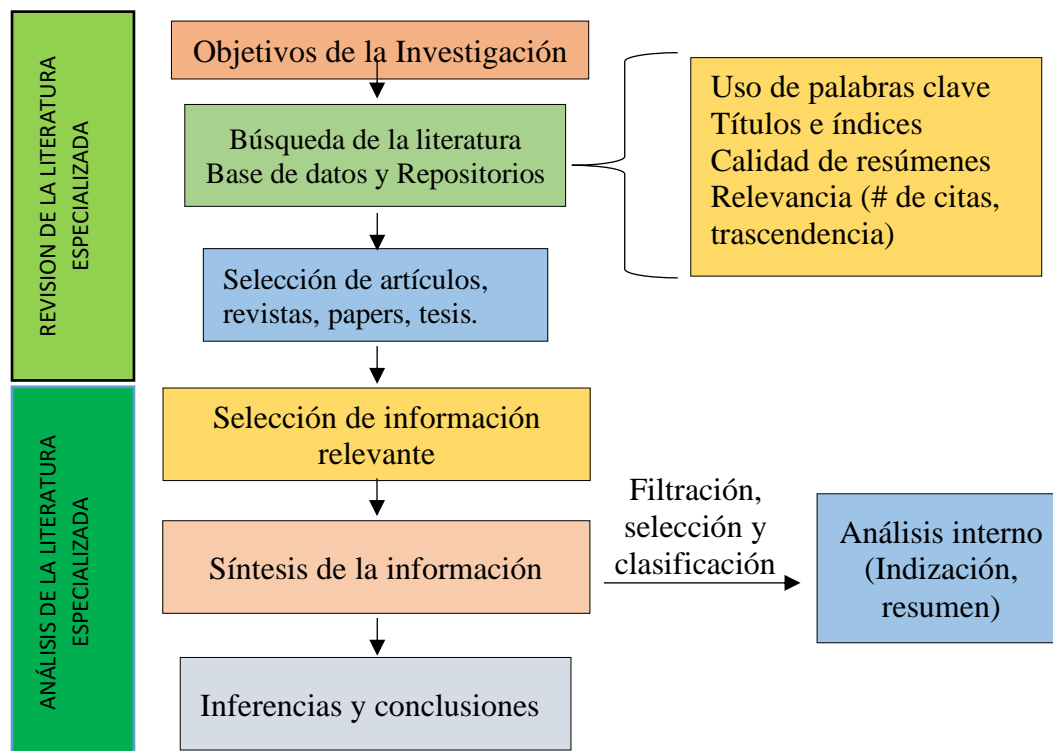 REVISION DE LA LITERATURA
ESPECIALIZADA
Objetivos de la Investigación
Búsqueda de la literatura
Base de datos y Repositorios
Uso de palabras clave
Títulos e índices
Calidad de resúmenes
Relevancia (# de citas,
trascendencia)
Selección de artículos,
revistas, papers, tesis.
ANÁLISIS DE LA LITERATURA
ESPECIALIZADA
Selección de información
relevante
Síntesis de la información
Filtración,
selección y
clasificación
Análisis interno
(Indización,
resumen)
Inferencias y conclusiones